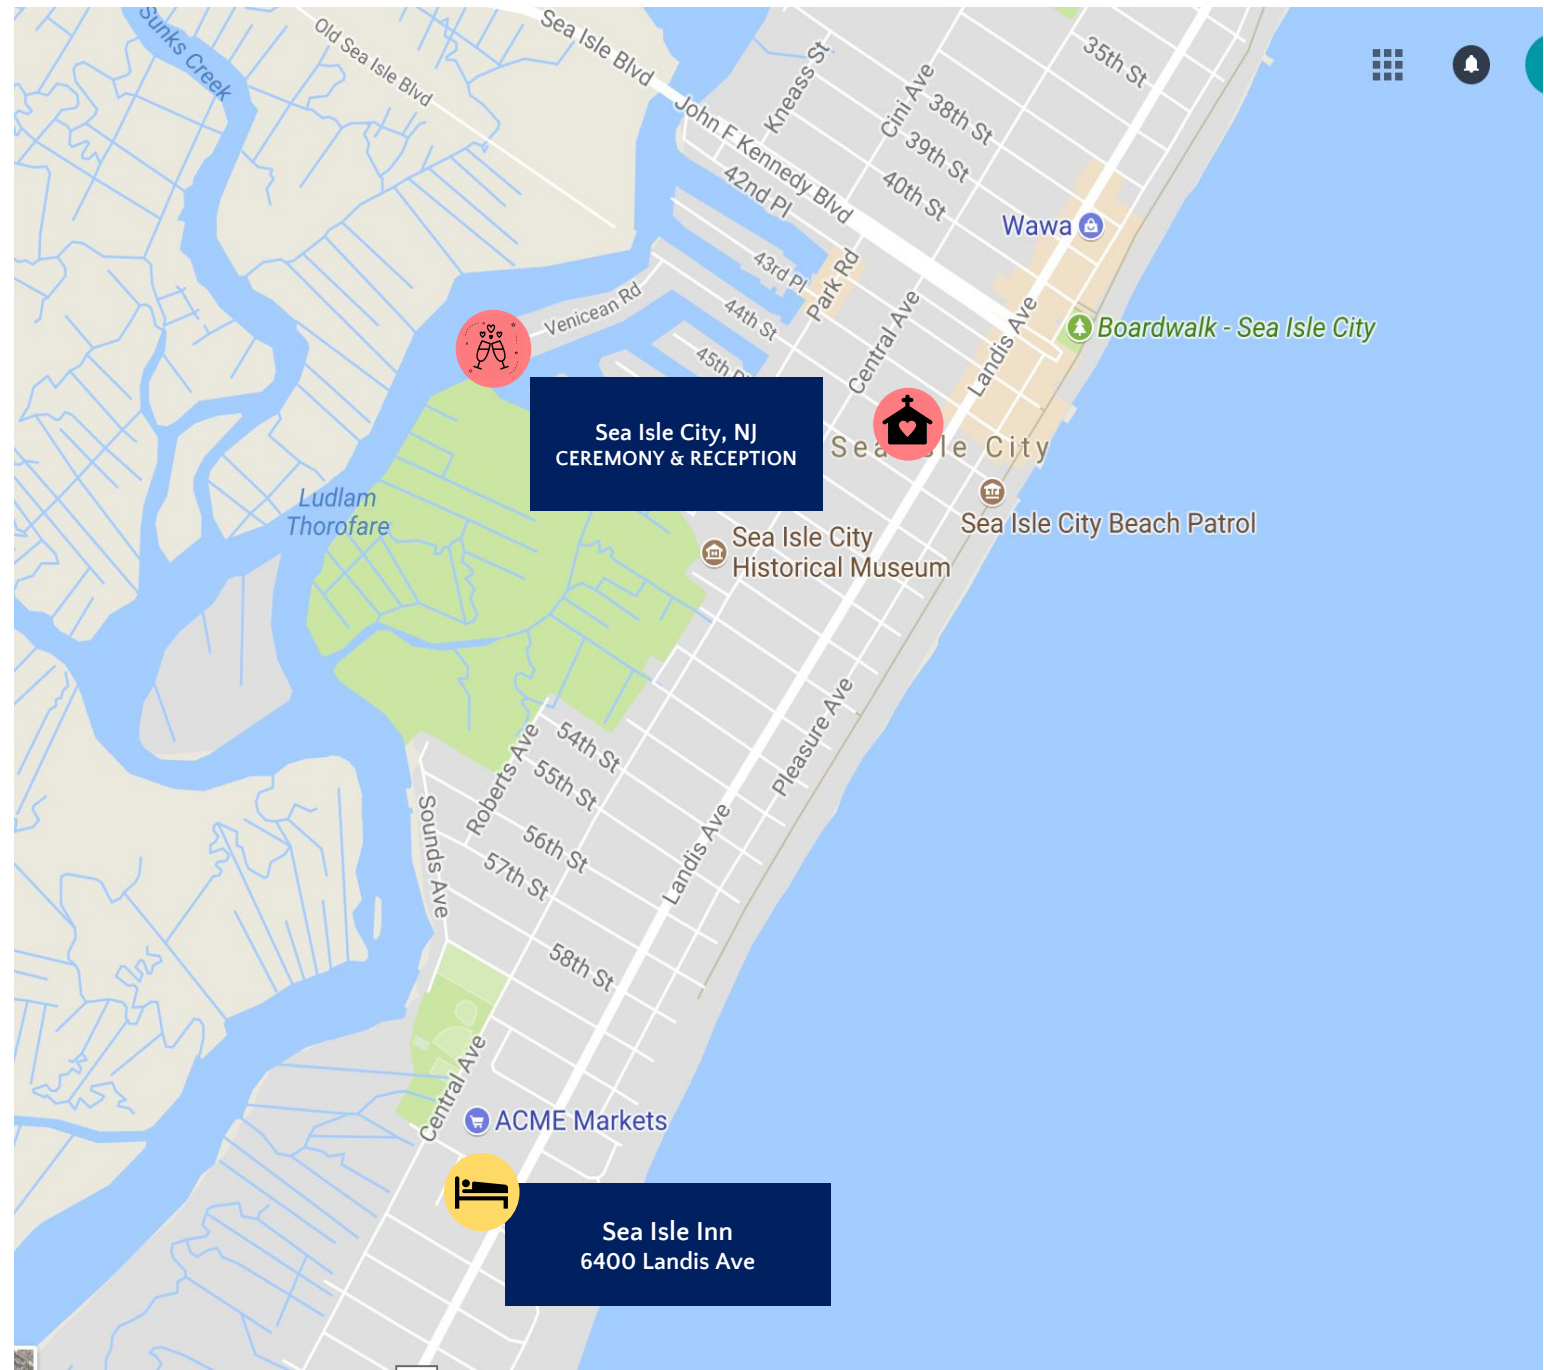 Sunks Creek
Old Sea Isle Blvd
Sea Isle Blvd
John F Kennedy Blvd
Kneass St
Cini Ave
35th St
38th St
39th St
40th St
42nd Pl
Wawa
43rd Pl
Park Rd
Venicean Rd
44th St
Central Ave
Landis Ave
Boardwalk - Sea Isle City
45th
Sea Isle City, NJ
CEREMONY & RECEPTION
Sea Isle City
Ludlam
Thorofare
Sea Isle City Beach Patrol
Sea Isle City
Historical Museum
Pleasure Ave
54th St
Roberts Ave
55th St
Sounds Ave
56th St
57th St
Landis Ave
58th St
Central Ave
ACME Markets
Sea Isle Inn
6400 Landis Ave